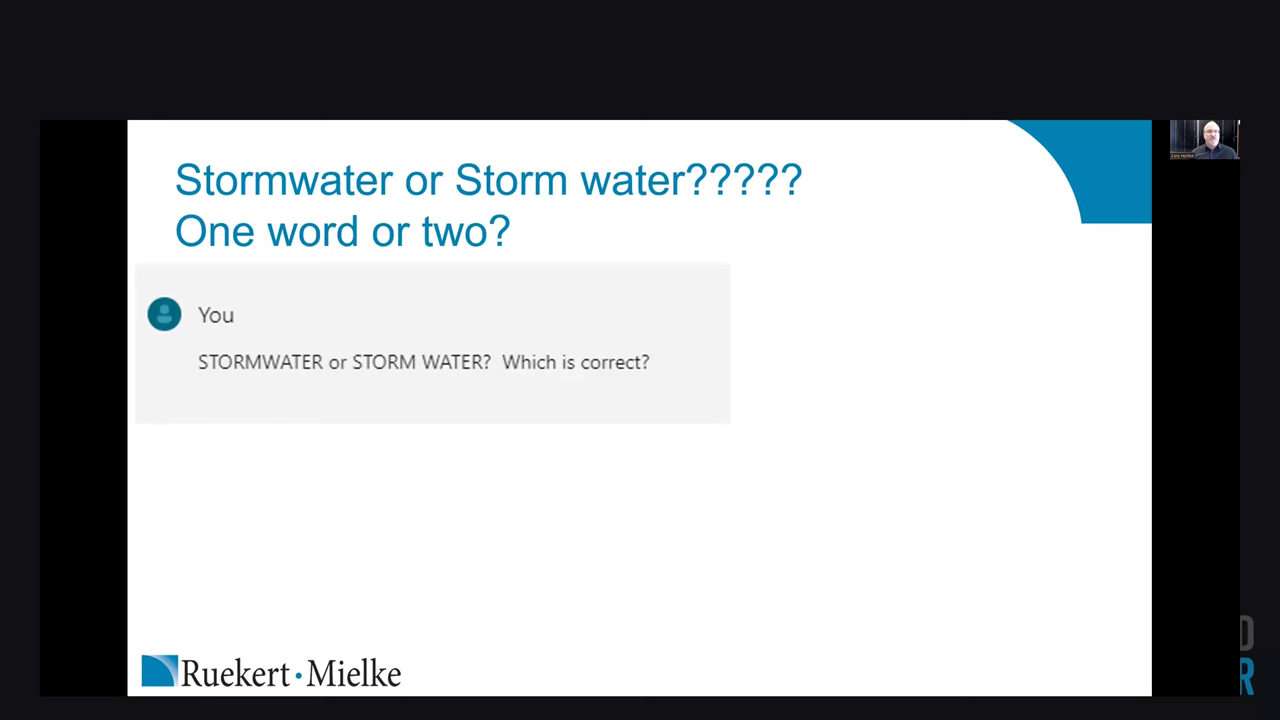 Stormwater or Storm water?????
One word or two?
You
STORMWATER or STORM WATER? Which is correct?
Ruekert·Mielke
D
R